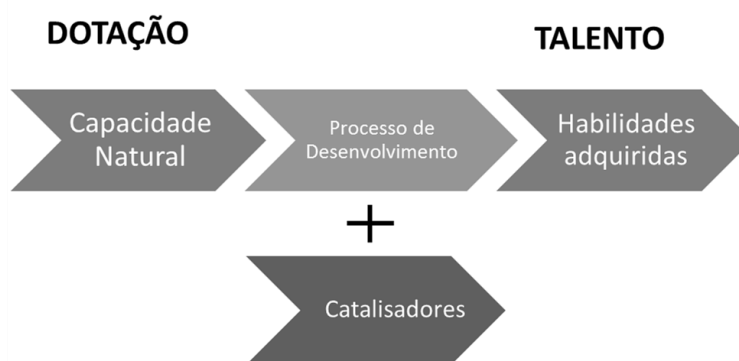 DOTAÇÃO
TALENTO
Capacidade
Natural
Processo de
Desenvolvimento
Habilidades
adquiridas
+
Catalisadores